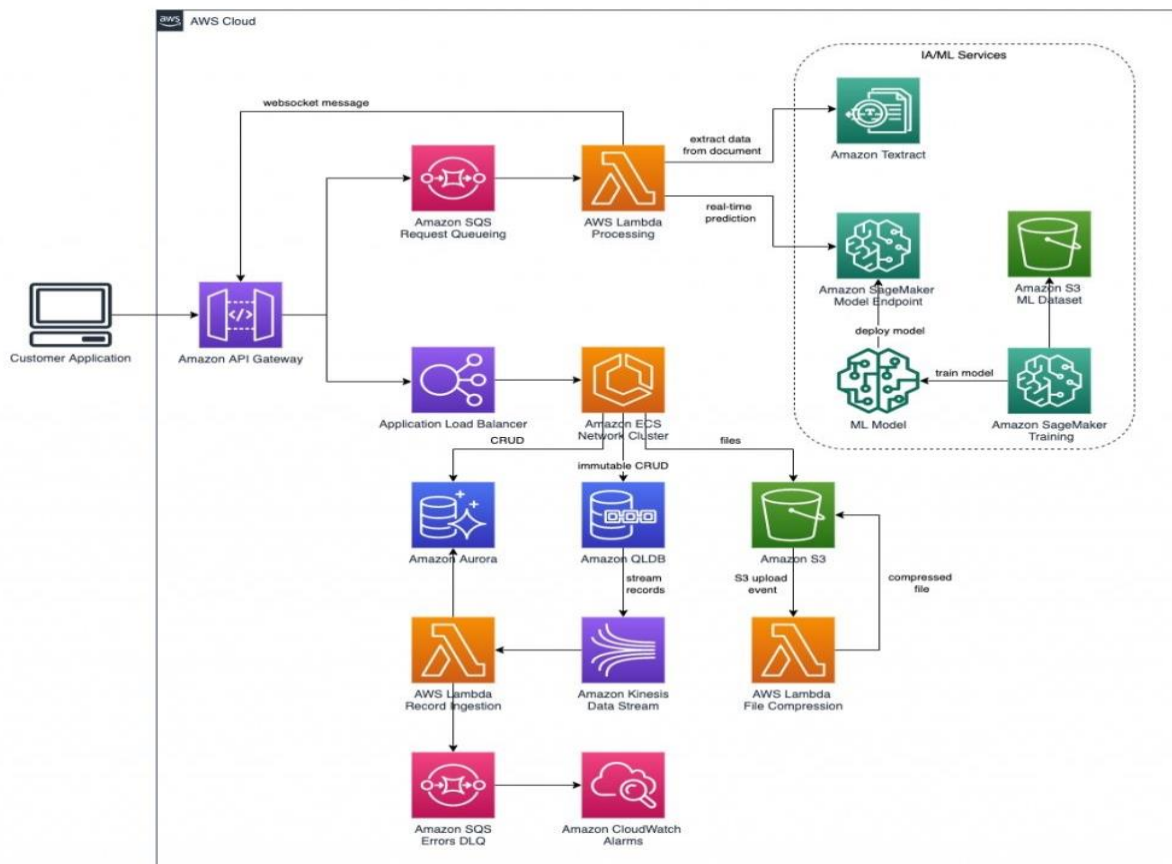 aws
AWS Cloud
IA/ML Services
websocket message
extract data
from document
Amazon Textract
real-time
prediction
Amazon SQS
Request Queueing
AWS Lambda
Processing
Amazon SageMaker
Model Endpoint
Amazon S3
ML Dataset
deploy model
Customer Application
Amazon API Gateway
train model
Application Load Balancer
Amazon ECS
Network Cluster
ML Model
Amazon SageMaker
Training
CRUD
immutable CRUD
files
Amazon Aurora
Amazon QLDB
Amazon S3
stream
records
S3 upload
event
compressed
file
AWS Lambda
Record Ingestion
Amazon Kinesis
Data Stream
AWS Lambda
File Compression
Amazon SQS
Errors DLQ
Amazon CloudWatch
Alarms